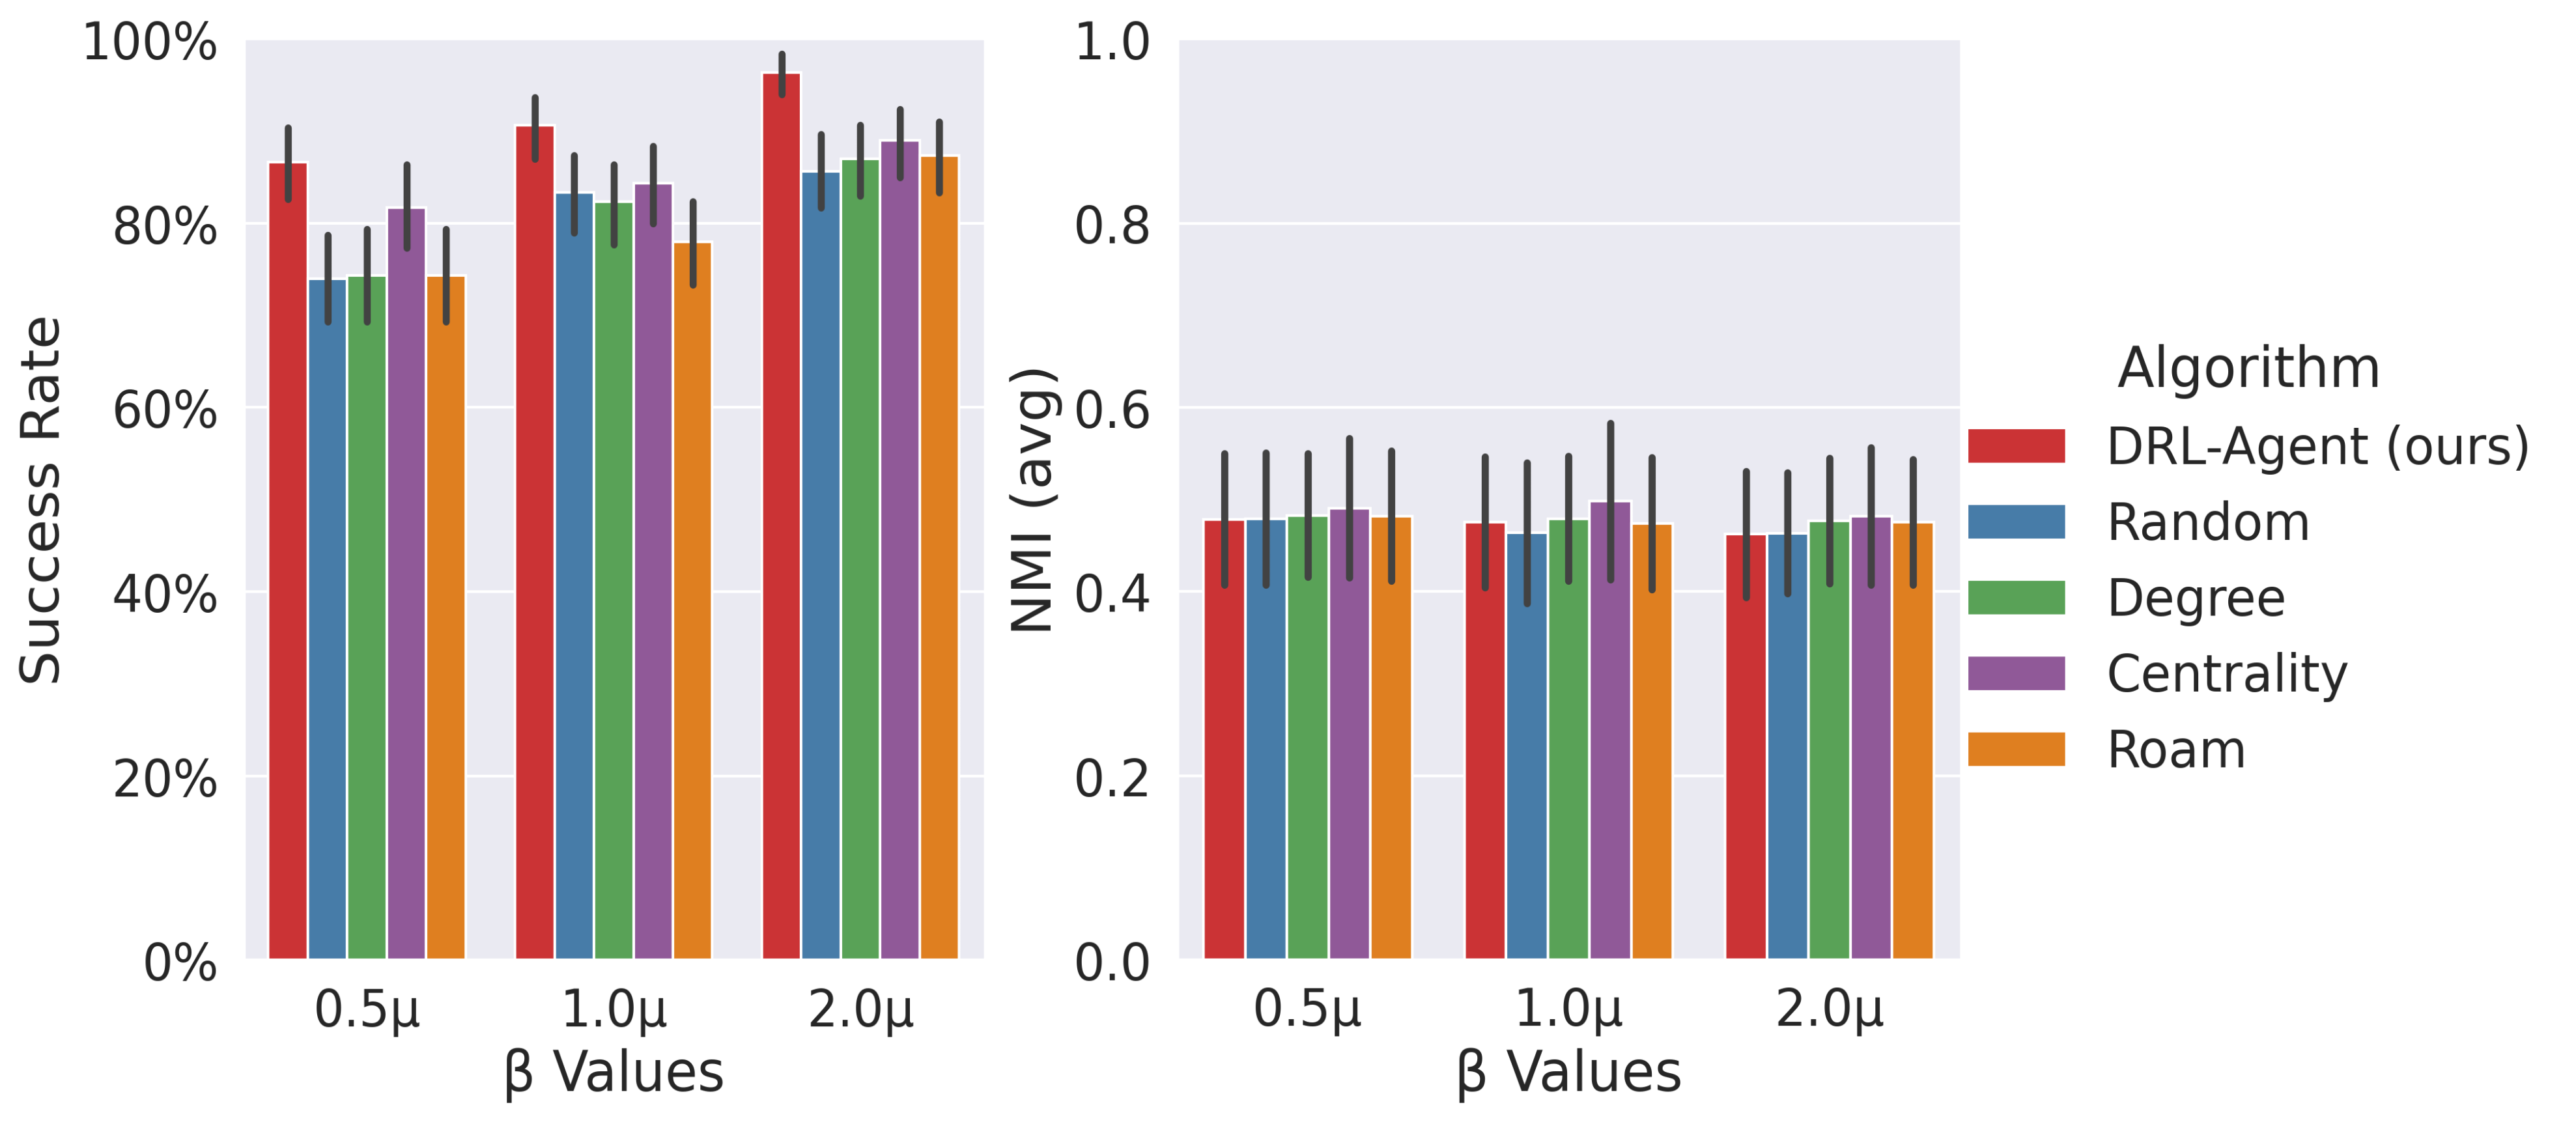 100%
80%
60%
40%
20%
0%
Success Rate
0.5μ 1.0μ 2.0μ
β Values
1.0
0.8
0.6
0.4
0.2
0.0
NMI (avg)
0.5μ 1.0μ 2.0μ
β Values
Algorithm
DRL-Agent (ours)
Random
Degree
Centrality
Roam